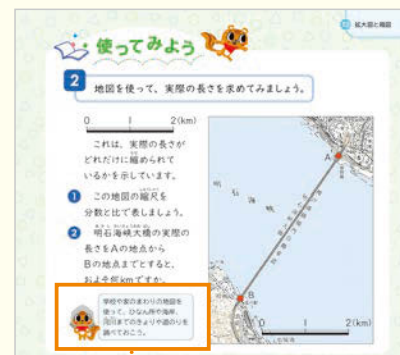 拡大図と縮図
使ってみよう
2
地図を使って、実際の長さを求めてみましょう。
0 1 2(km)
これは、実際の長さが
どれだけに縮められて
いるかを示しています。
1 この地図の縮尺を
分数と比で表しましょう。
2 明石海峡大橋の実際の
長さをAの地点から
Bの地点までとすると、
およそ何kmですか。
学校や家のまわりの地図を
使って、ひなん所や海岸、
河川までのきょりや道のりを
調べておこう。
A
明石海峡
B
0 1 2(km)